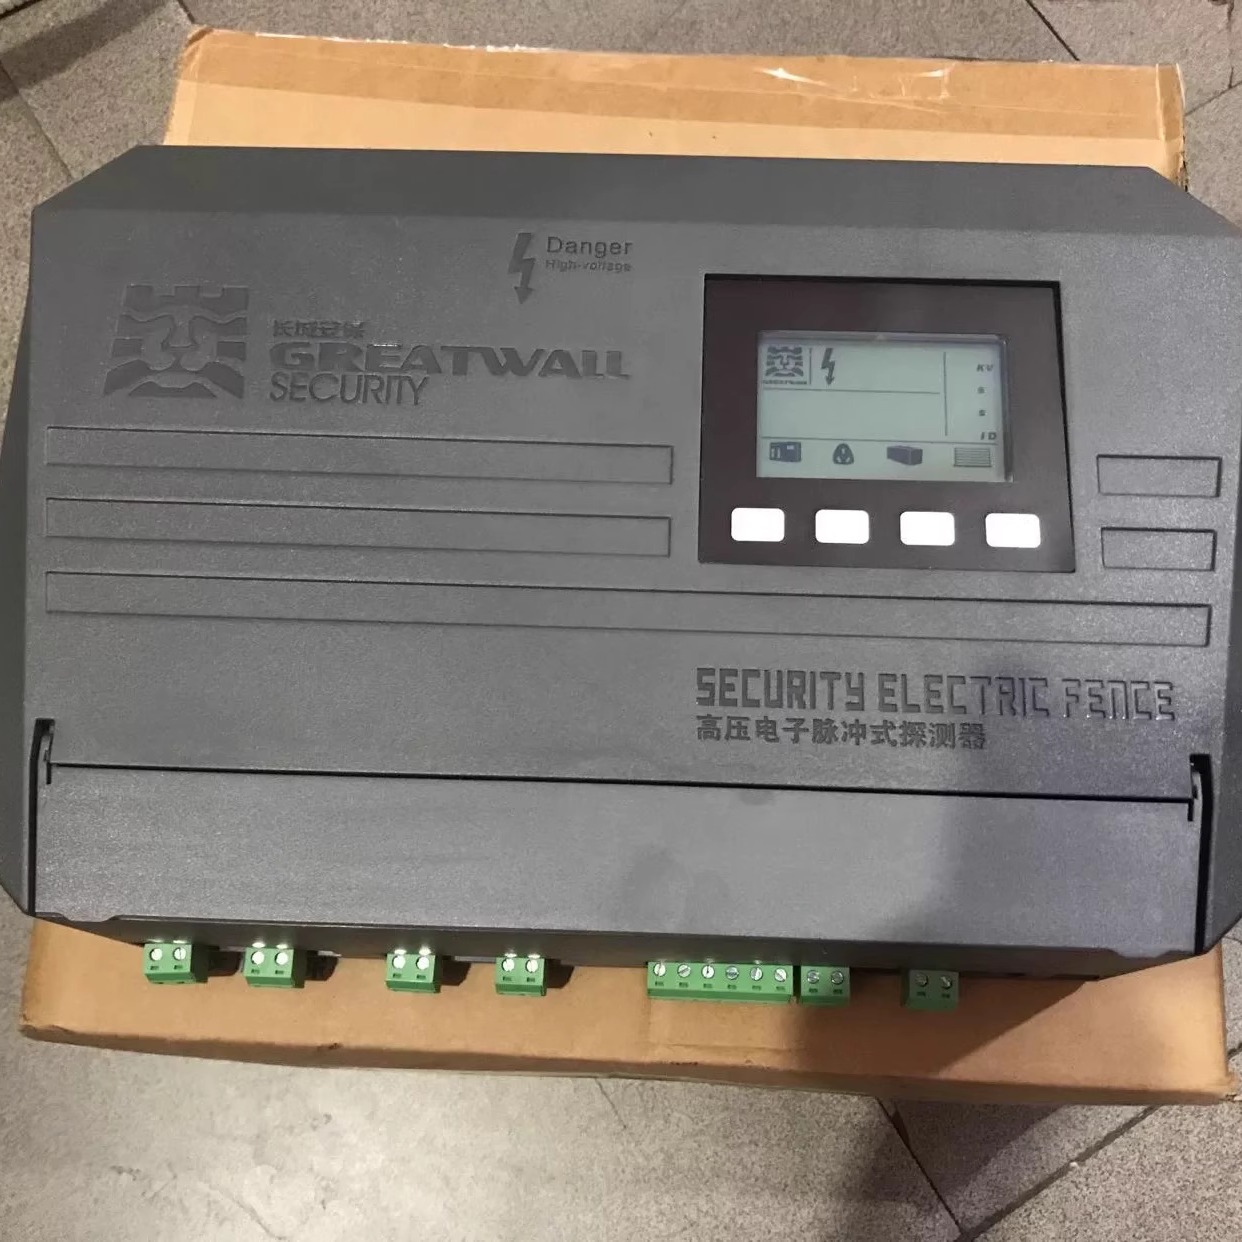 Danger
High-voltage
长城安保
GREATWALL
SECURITY
KV
s
s
ID
SECURITY ELECTRIC FENCE
高压电子脉冲式探测器